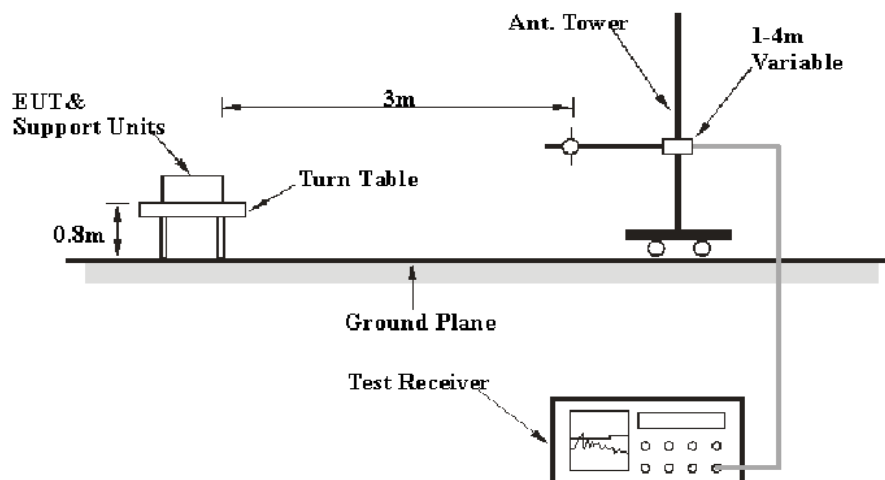 Ant. Tower
1-4m
Variable
3m
EUT &
Support Units
Turn Table
0.8m
Ground Plane
Test Receiver